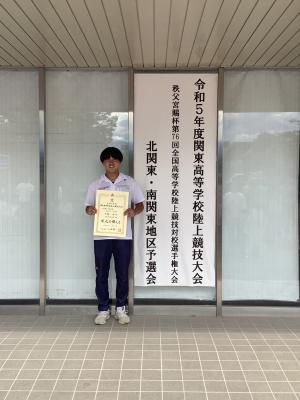 令和5年度関東高等学校陸上競技大会
秩父宮賜杯第76回全国高等学校陸上競技対校選手権大会
北関東・南関東地区予選会